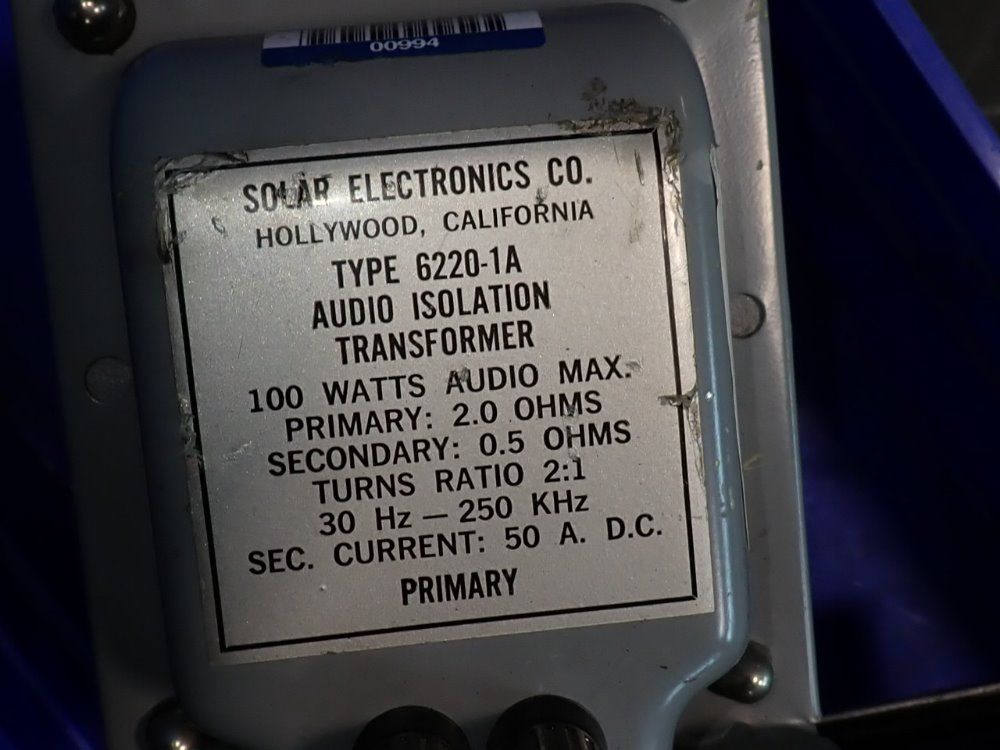 00994
SOLAR ELECTRONICS CO.
HOLLYWOOD, CALIFORNIA
TYPE 6220-1A
AUDIO ISOLATION
TRANSFORMER
100 WATTS AUDIO MAX.
PRIMARY: 2.0 OHMS
SECONDARY: 0.5 OHMS
TURNS RATIO 2:1
30 Hz — 250 KHz
SEC. CURRENT: 50 A. D.C.
PRIMARY